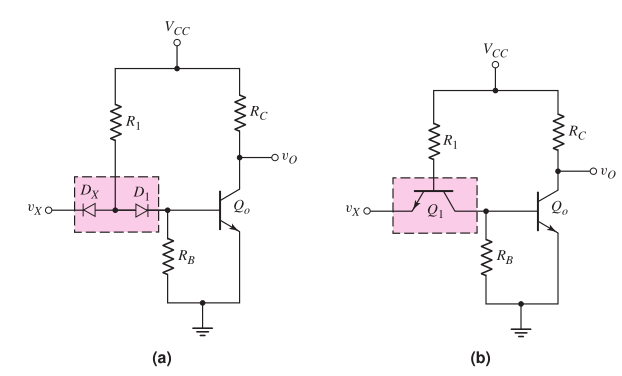 V_CC
R_1
R_C
v_O
D_X
D_1
v_X
Q_o
R_B
(a)
V_CC
R_1
R_C
v_O
v_X
Q_1
Q_o
R_B
(b)